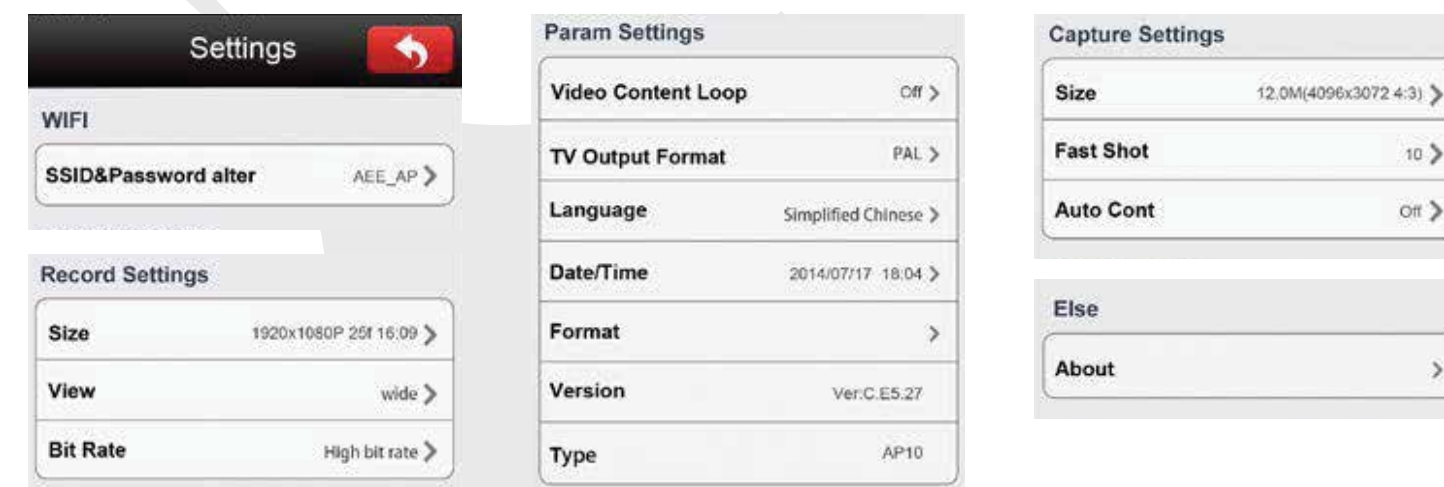 Settings
WIFI
SSID&Password alter AEE_AP
Record Settings
Size 1920x1080P 25f 16:09
View wide
Bit Rate High bit rate
Param Settings
Video Content Loop Off
TV Output Format PAL
Language Simplified Chinese
Date/Time 2014/07/17 18:04
Format
Version Ver:C.E5.27
Type AP10
Capture Settings
Size 12.0M(4096x3072 4:3)
Fast Shot 10
Auto Cont Off
Else
About